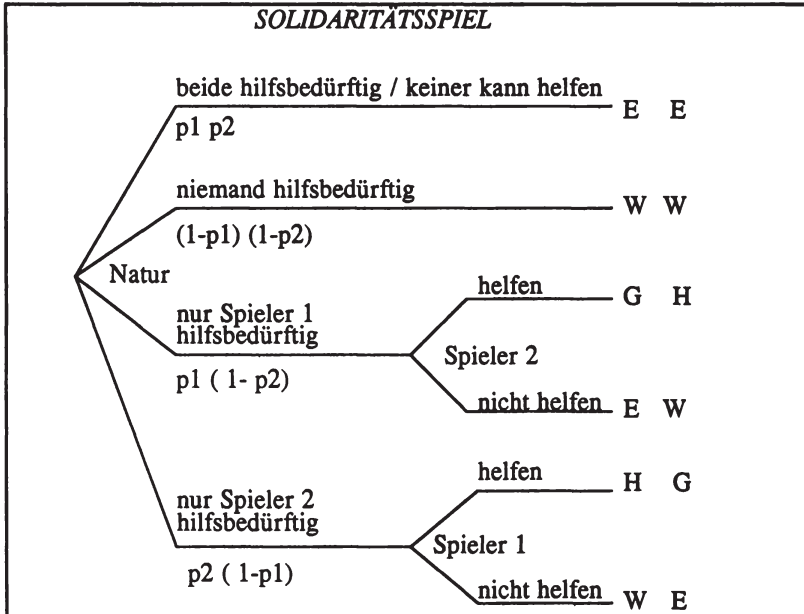 SOLIDARITÄTSSPIEL
beide hilfsbedürftig / keiner kann helfen
E E
p1 p2
niemand hilfsbedürftig
W W
(1-p1) (1-p2)
Natur
helfen
G H
nur Spieler 1
hilfsbedürftig
Spieler 2
p1 ( 1- p2)
nicht helfen
E W
helfen
H G
nur Spieler 2
hilfsbedürftig
Spieler 1
p2 ( 1-p1)
nicht helfen
W E